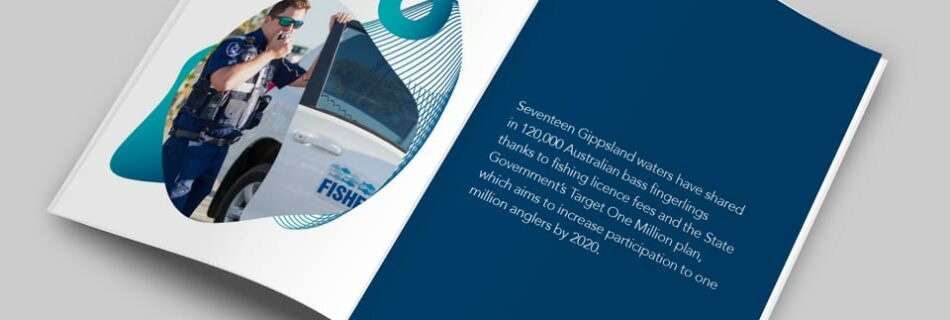 FISHE
Seventeen Gippsland waters have shared
in 120,000 Australian bass fingerlings
thanks to fishing licence fees and the State
Government's Target One Million plan,
which aims to increase participation to one
million anglers by 2020.